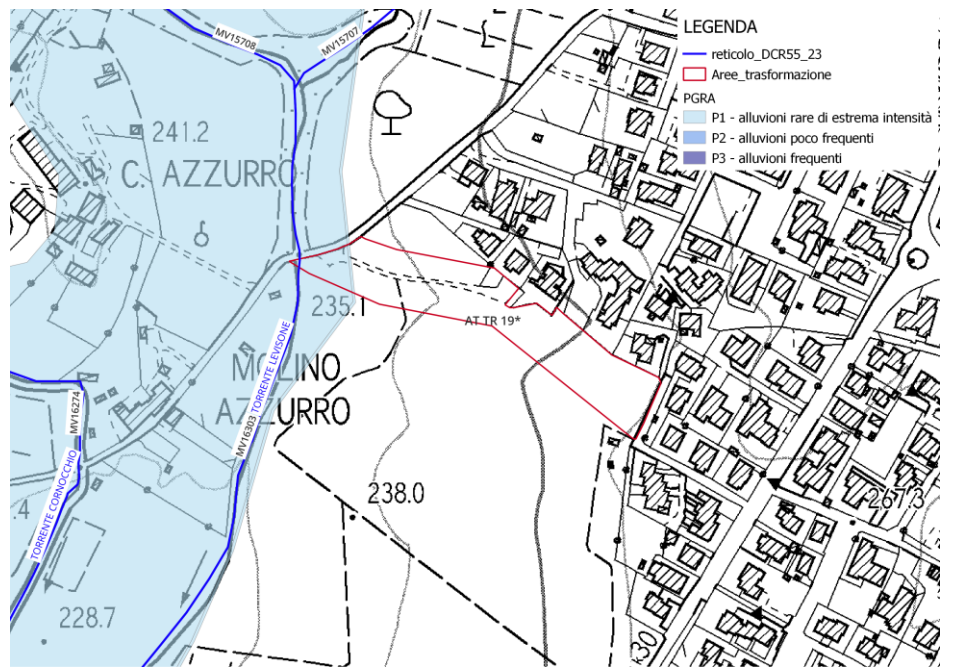 LEGENDA
reticolo_DCR55_23
Aree_trasformazione
PGRA
P1 - alluvioni rare di estrema intensità
P2 - alluvioni poco frequenti
P3 - alluvioni frequenti
MV15708
MV15707
241.2
C. AZZURRO
235.1
AT TR 19*
MOLINO
AZZURRO
MV16303 TORRENTE LEVISONE
MV16274
TORRENTE CORNOCCHIO
238.0
267.3
.4
228.7
k30